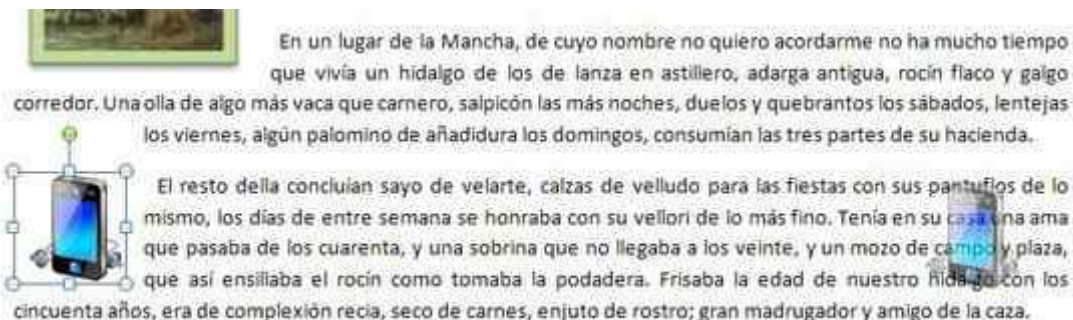 En un lugar de la Mancha, de cuyo nombre no quiero acordarme no ha mucho tiempo
que vivía un hidalgo de los de lanza en astillero, adarga antigua, rocín flaco y galgo
corredor. Una olla de algo más vaca que carnero, salpicón las más noches, duelos y quebrantos los sábados, lentejas
los viernes, algún palomino de añadidura los domingos, consumían las tres partes de su hacienda.
El resto della concluían sayo de velarte, calzas de velludo para las fiestas con sus pantuflos de lo
mismo, los días de entre semana se honraba con su vellori de lo más fino. Tenía en su casa una ama
que pasaba de los cuarenta, y una sobrina que no llegaba a los veinte, y un mozo de campo y plaza,
que así ensillaba el rocín como tomaba la podadera. Frisaba la edad de nuestro hidalgo con los
cincuenta años, era de complexión recia, seco de carnes, enjuto de rostro; gran madrugador y amigo de la caza.